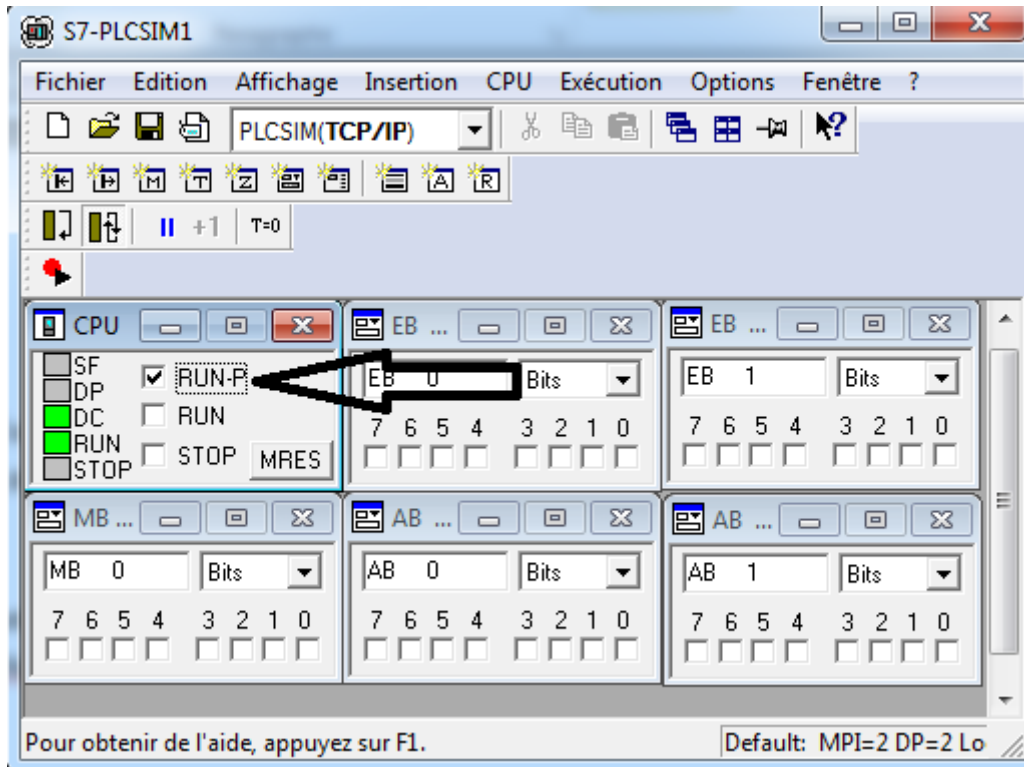 S7-PLCSIM1
Fichier Edition Affichage Insertion CPU Exécution Options Fenêtre ?
PLCSIM(TCP/IP)
+1 T=0
CPU
SF
DP
DC
RUN
STOP
RUN-P
RUN
STOP
MRES
EB ...
EB 0 Bits
7 6 5 4 3 2 1 0
EB ...
EB 1 Bits
7 6 5 4 3 2 1 0
MB ...
MB 0 Bits
7 6 5 4 3 2 1 0
AB ...
AB 0 Bits
7 6 5 4 3 2 1 0
AB ...
AB 1 Bits
7 6 5 4 3 2 1 0
Pour obtenir de l'aide, appuyez sur F1.
Default: MPI=2 DP=2 Lo